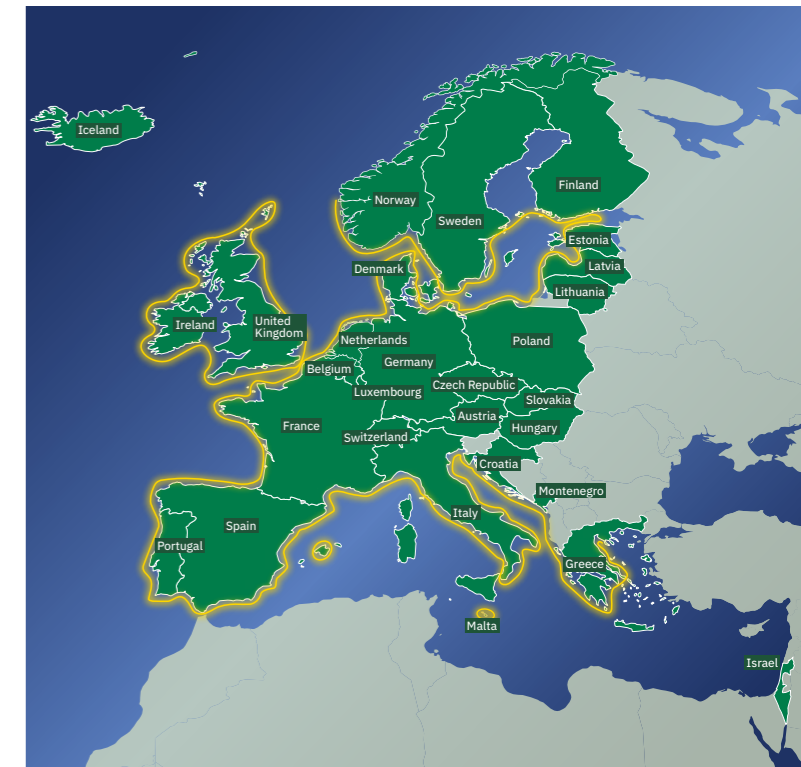 Iceland
Finland
Norway
Sweden
Estonia
Denmark
Latvia
Lithuania
Ireland
United
Kingdom
Netherlands
Poland
Germany
Belgium
Czech Republic
Luxembourg
Slovakia
Austria
France
Hungary
Switzerland
Croatia
Montenegro
Italy
Spain
Portugal
Greece
Malta
Israel